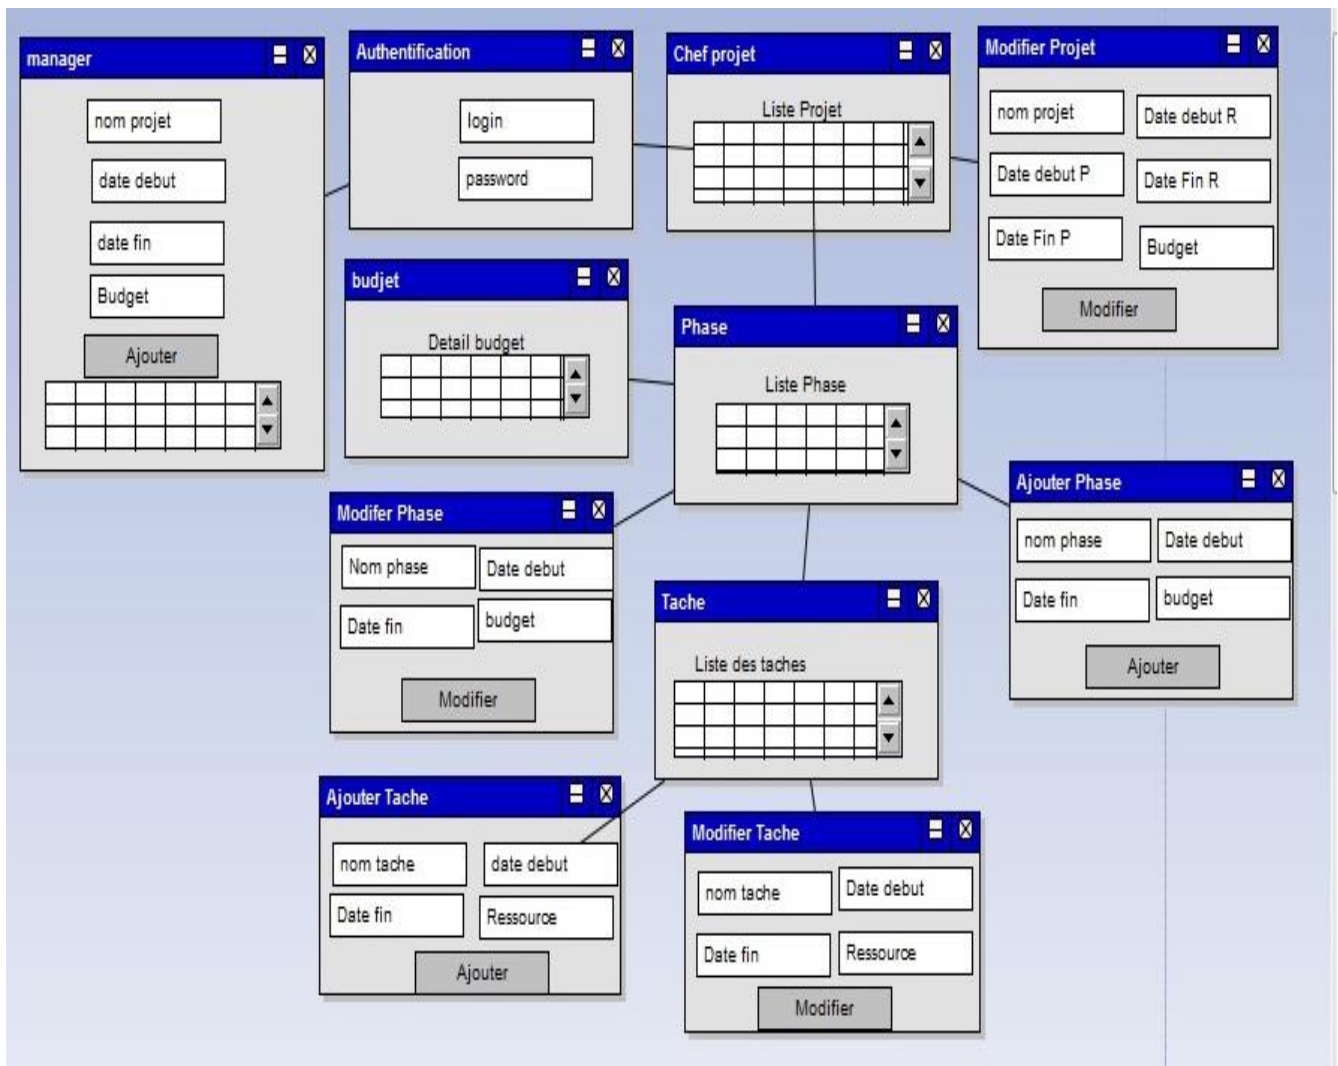 manager
nom projet
date debut
date fin
Budget
Ajouter
Authentification
login
password
Chef projet
Liste Projet
Modifier Projet
nom projet
Date debut R
Date debut P
Date Fin R
Date Fin P
Budget
Modifier
budjet
Detail budget
Phase
Liste Phase
Modifer Phase
Nom phase
Date debut
Date fin
budget
Modifier
Ajouter Phase
nom phase
Date debut
Date fin
budget
Ajouter
Tache
Liste des taches
Ajouter Tache
nom tache
date debut
Date fin
Ressource
Ajouter
Modifier Tache
nom tache
Date debut
Date fin
Ressource
Modifier